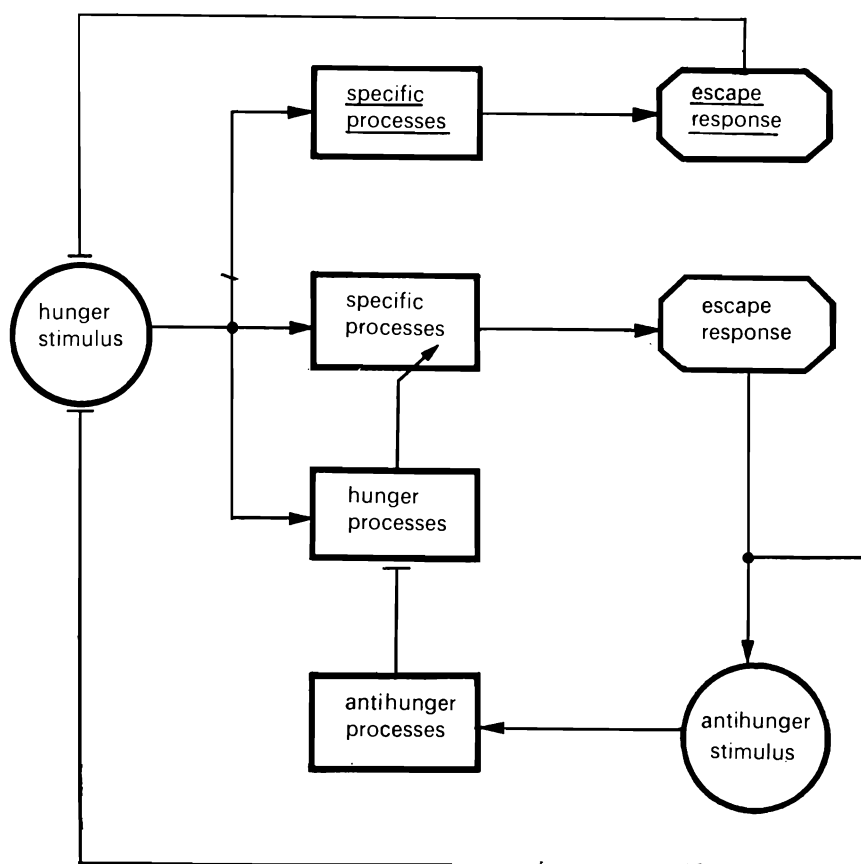 specific
processes
escape
response
hunger
stimulus
specific
processes
escape
response
hunger
processes
antihunger
processes
antihunger
stimulus